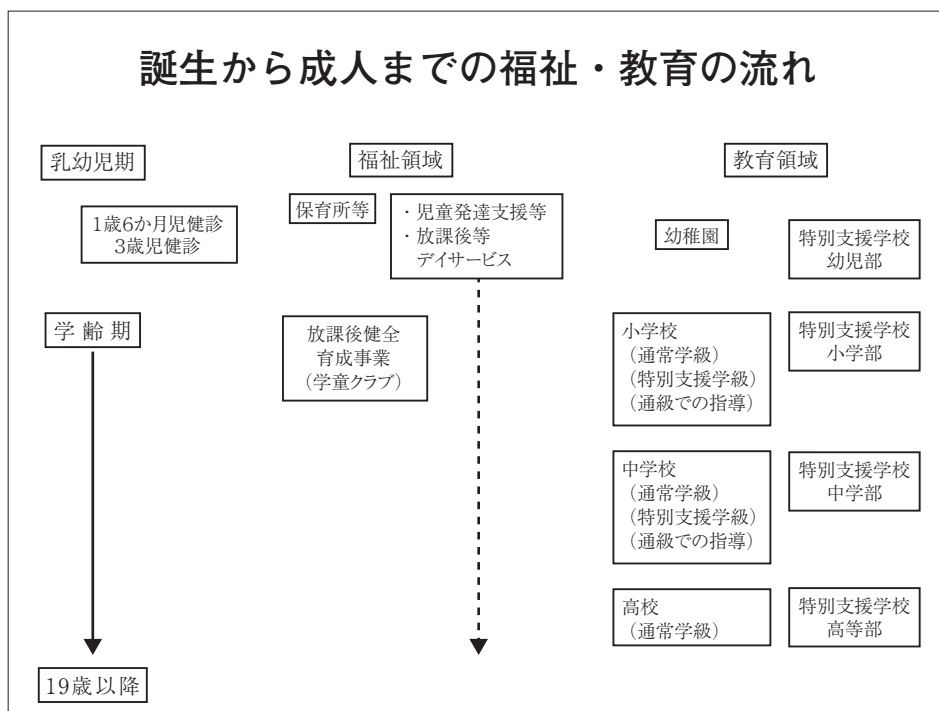 誕生から成人までの福祉・教育の流れ
乳幼児期
福祉領域
教育領域
1歳6か月児健診
3歳児健診
保育所等
・児童発達支援等
・放課後等
デイサービス
幼稚園
特別支援学校
幼児部
学齢期
放課後健全
育成事業
(学童クラブ)
小学校
(通常学級)
(特別支援学級)
(通級での指導)
特別支援学校
小学部
中学校
(通常学級)
(特別支援学級)
(通級での指導)
特別支援学校
中学部
高校
(通常学級)
特別支援学校
高等部
19歳以降